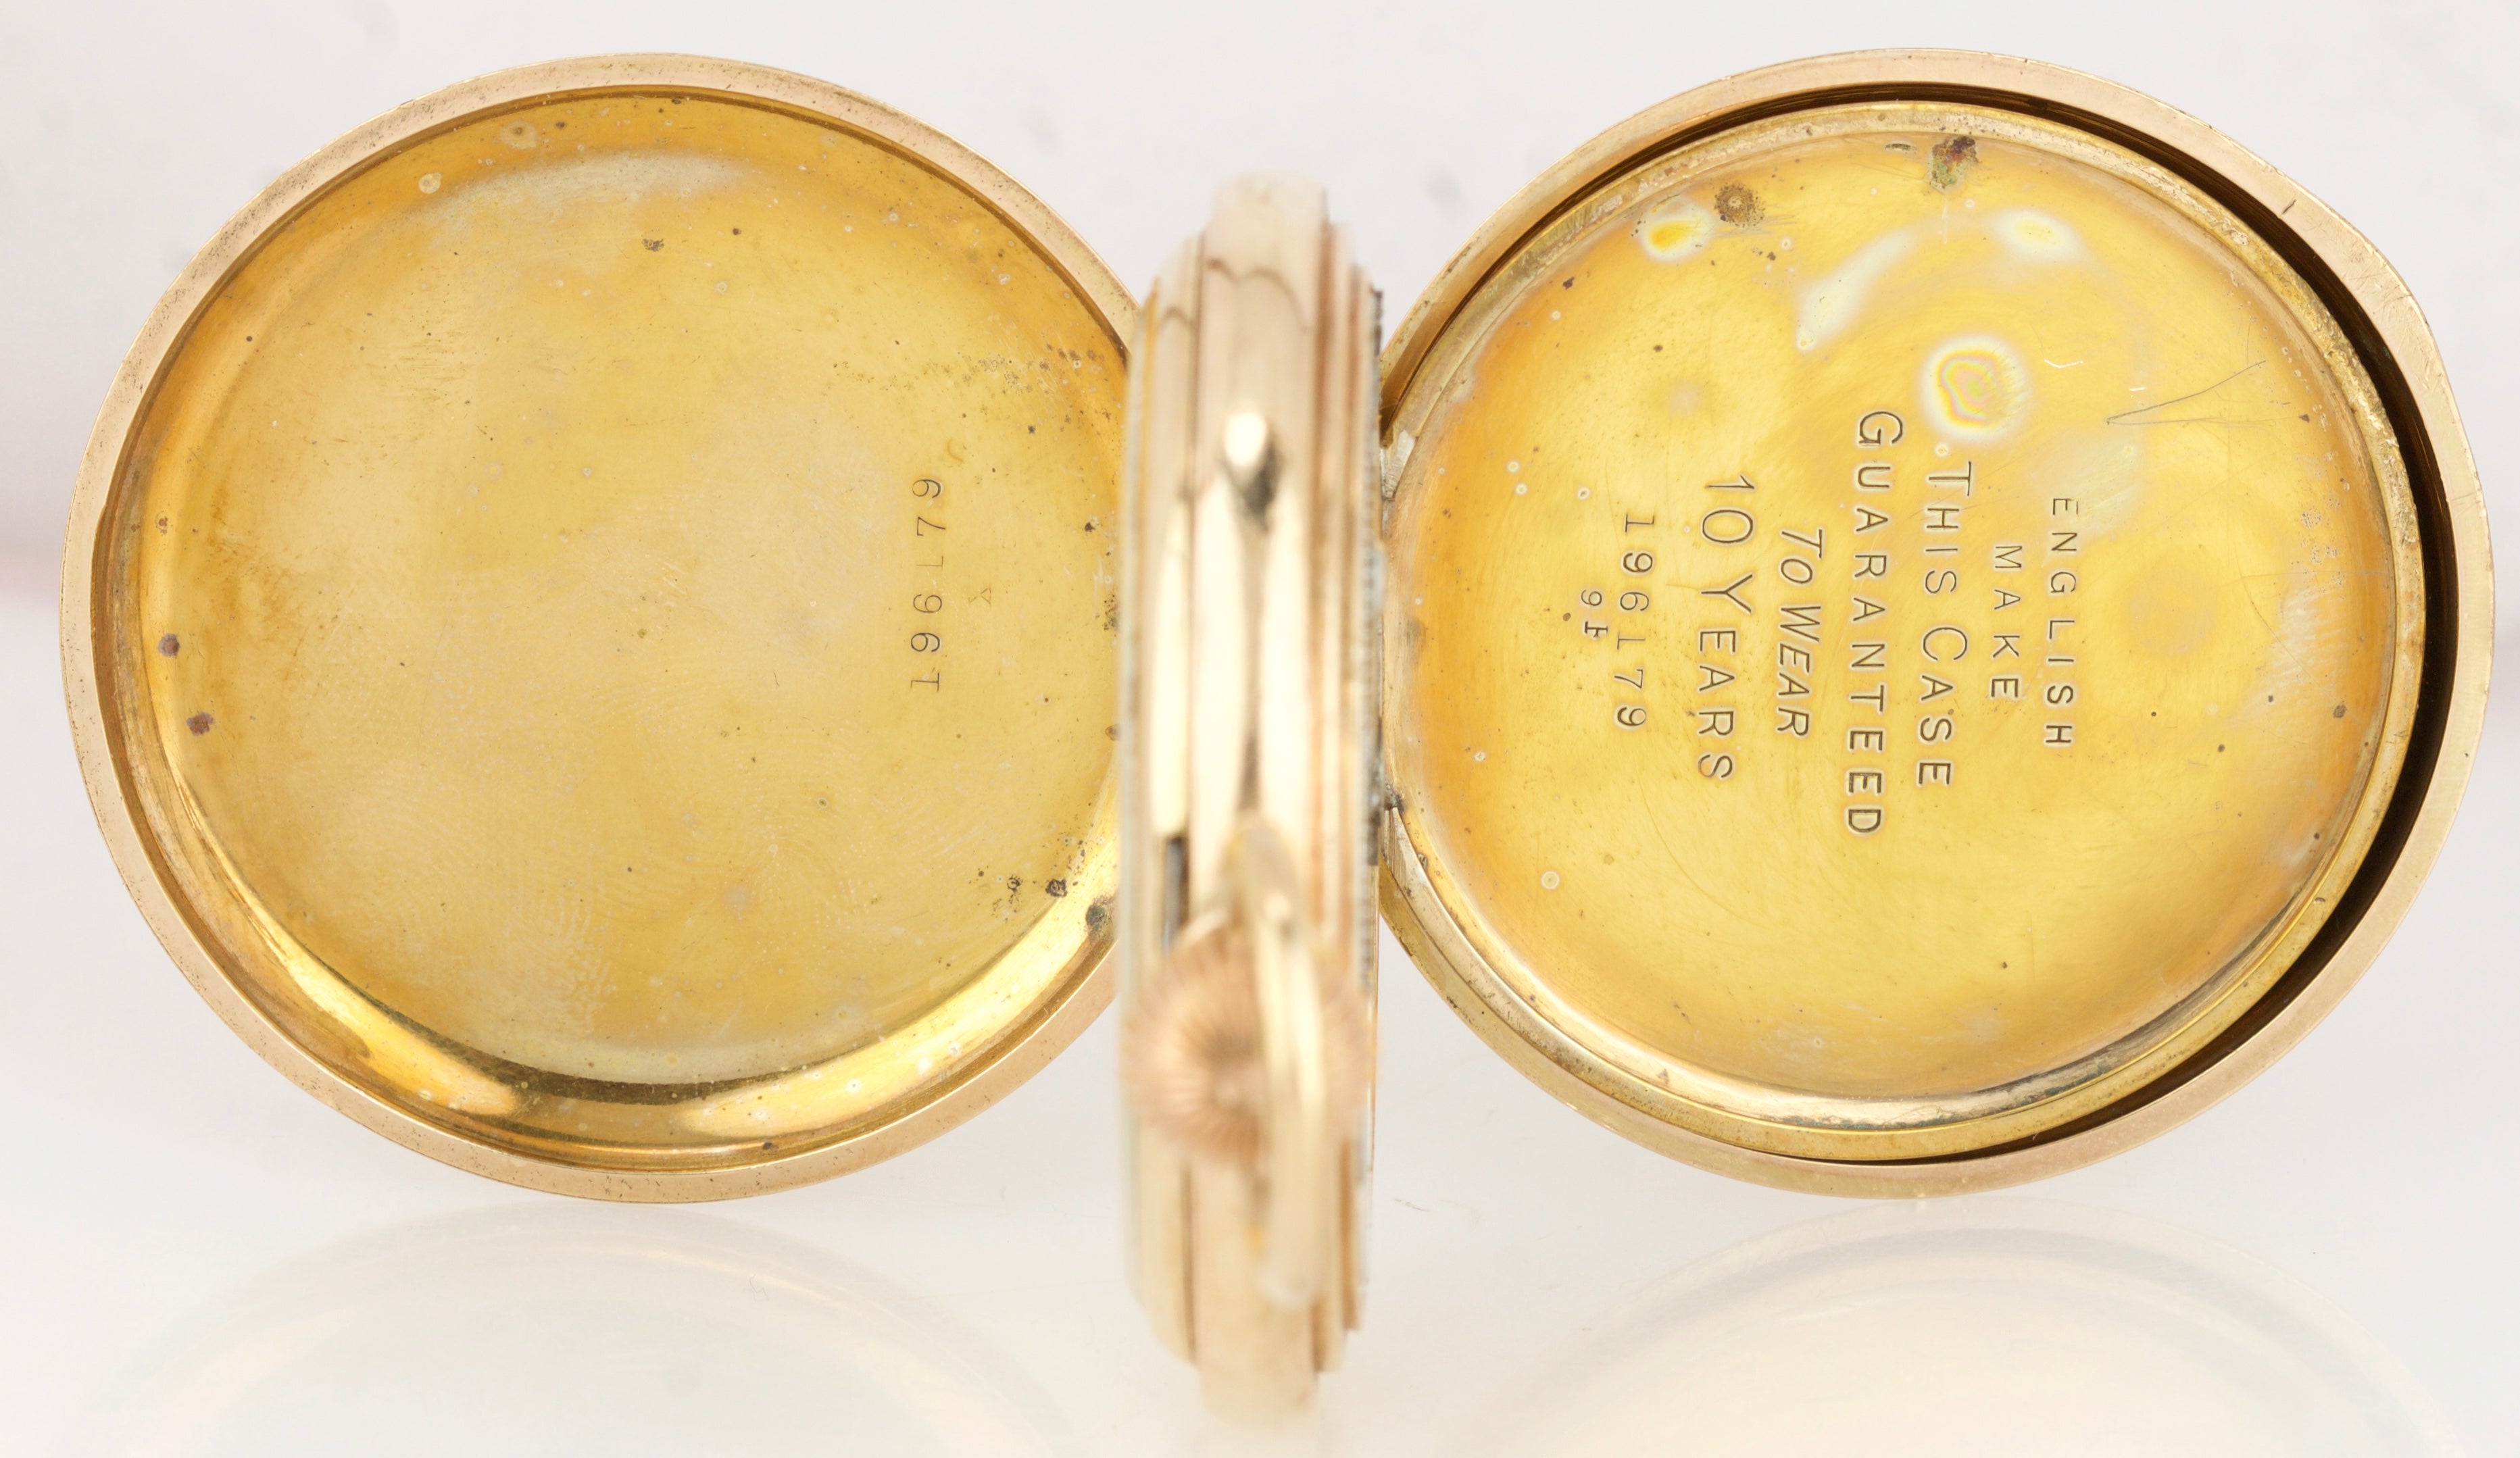 196179
ENGLISH
MAKE
THIS CASE
GUARANTEED
TO WEAR
10 YEARS
196179